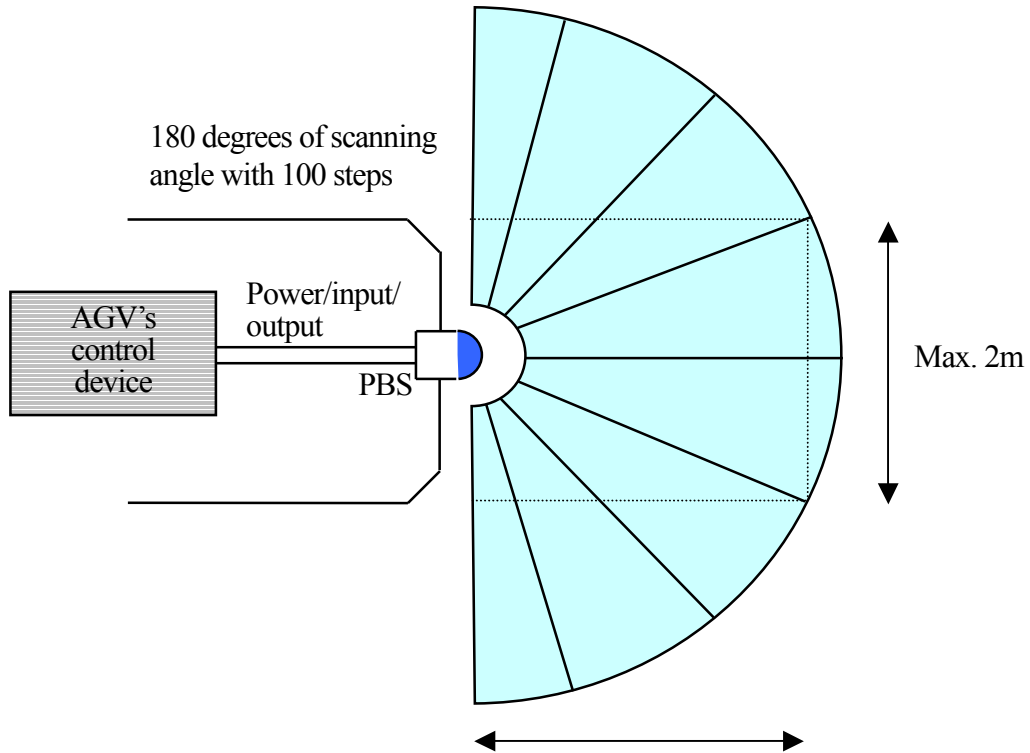 180 degrees of scanning
angle with 100 steps
Power/input/
output
AGV's
control
device
PBS
Max. 2m